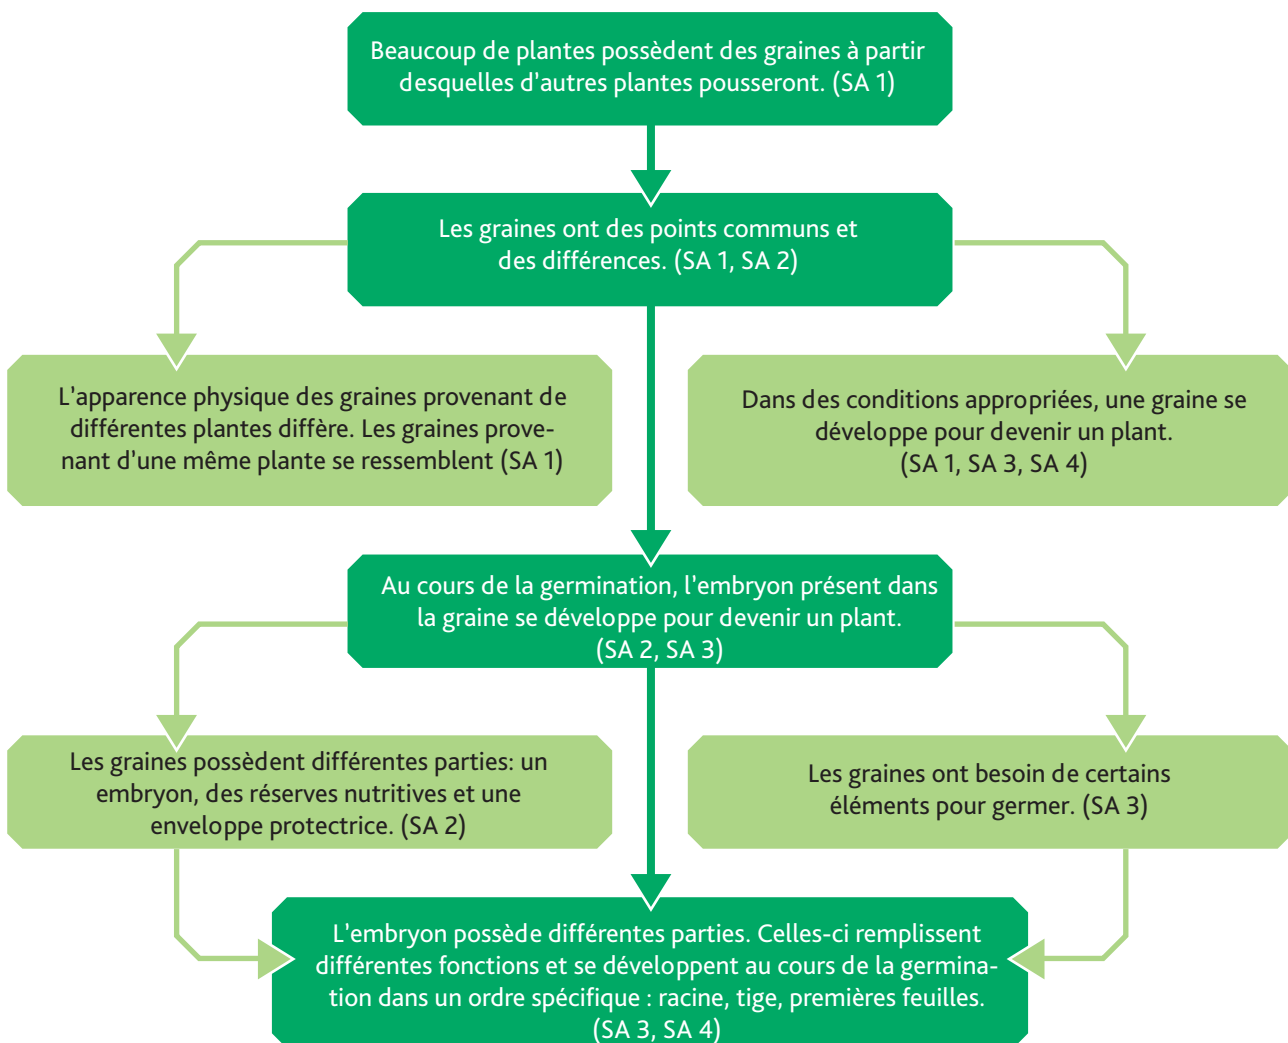 Beaucoup de plantes possèdent des graines à partir
desquelles d'autres plantes pousseront. (SA 1)
Les graines ont des points communs et
des différences. (SA 1, SA 2)
L'apparence physique des graines provenant de
différentes plantes diffère. Les graines prove-
nant d'une même plante se ressemblent (SA 1)
Dans des conditions appropriées, une graine se
développe pour devenir un plant.
(SA 1, SA 3, SA 4)
Au cours de la germination, l'embryon présent dans
la graine se développe pour devenir un plant.
(SA 2, SA 3)
Les graines possèdent différentes parties: un
embryon, des réserves nutritives et une
enveloppe protectrice. (SA 2)
Les graines ont besoin de certains
éléments pour germer. (SA 3)
L'embryon possède différentes parties. Celles-ci remplissent
différentes fonctions et se développent au cours de la germina-
tion dans un ordre spécifique : racine, tige, premières feuilles.
(SA 3, SA 4)